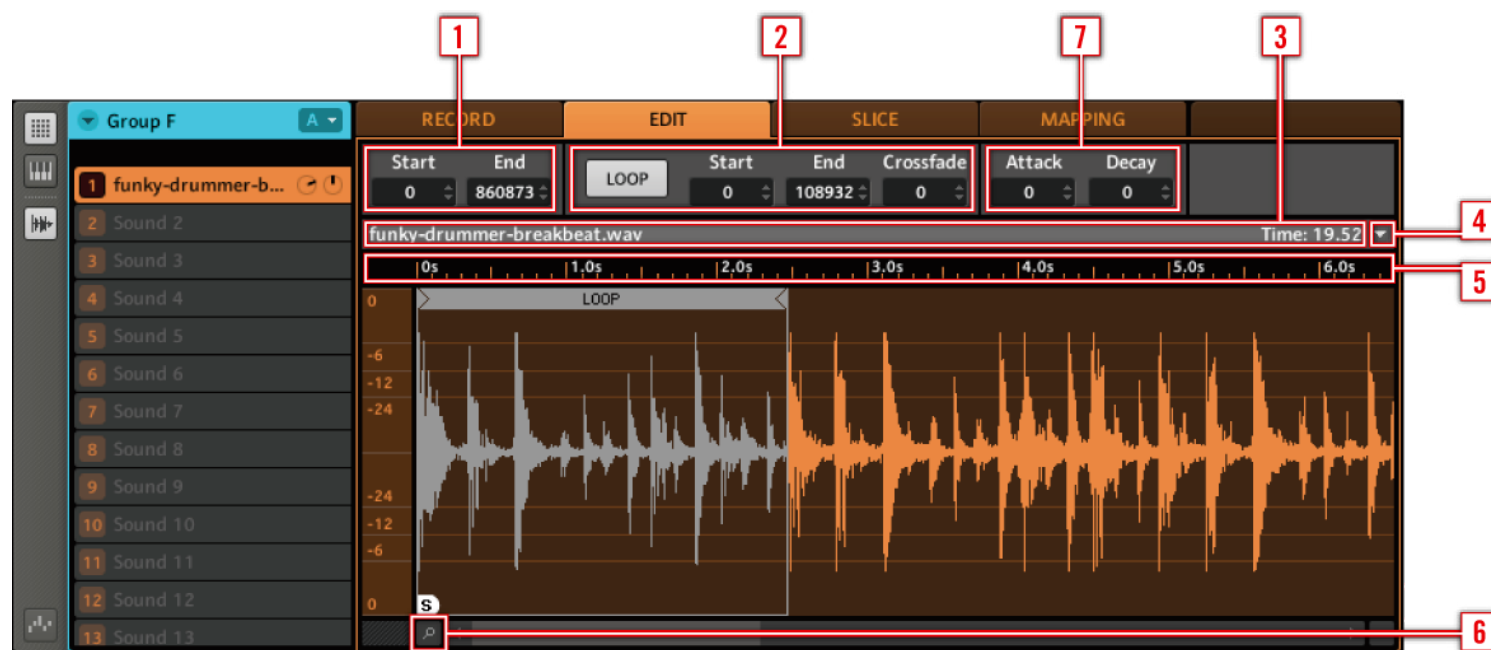 1 2 7 3
Group F A RECORD EDIT SLICE MAPPING
Start End LOOP Start End Crossfade Attack Decay
0 860873 0 108932 0 0 0
1 funky-drummer-b...
2 Sound 2
3 Sound 3
4 Sound 4
5 Sound 5
6 Sound 6
7 Sound 7
8 Sound 8
9 Sound 9
10 Sound 10
11 Sound 11
12 Sound 12
13 Sound 13
funky-drummer-breakbeat.wav Time: 19.52
4
0s 1.0s 2.0s 3.0s 4.0s 5.0s 6.0s
5
LOOP
0
-6
-12
-24
-24
-12
-6
0
S
6